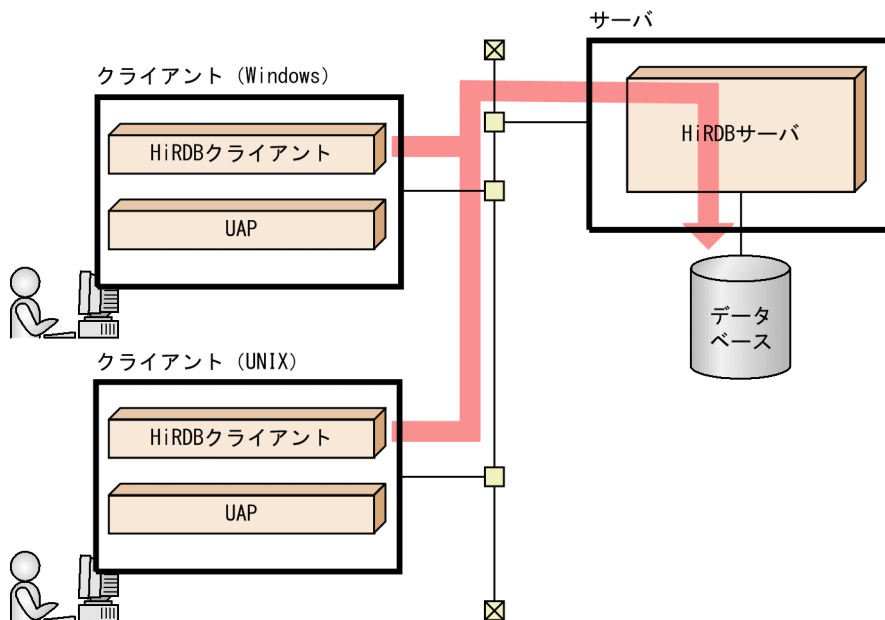 サーバ
クライアント（Windows）
HiRDBクライアント
UAP
HiRDBサーバ
データ
ベース
クライアント（UNIX）
HiRDBクライアント
UAP